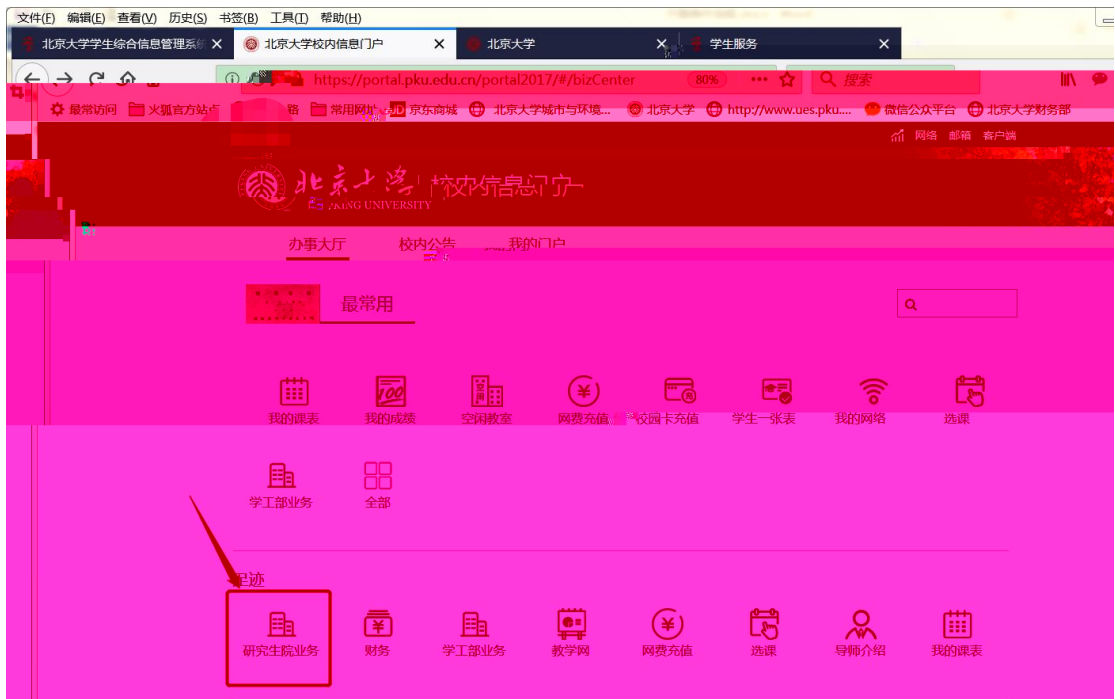 文件(F) 编辑(E) 查看(V) 历史(S) 书签(B) 工具(T) 帮助(H)
北京大学学生综合信息管理系统 北京大学校内信息门户 北京大学 学生服务
https://portal.pku.edu.cn/portal2017/#/bizCenter 80% 搜索
最常访问 火狐官方站点 常用网址 JD 京东商城 北京大学城市与环境... 北京大学 http://www.ues.pku.... 微信公众平台 北京大学财务部
网络 邮箱 客户端
北京大学 校内信息门户
UNIVERSITY
办事大厅 校内公告 我的门户
最常用
我的课表 我的成绩 空闲教室 网费充值 校园卡充值 学生一张表 我的网络 选课
学工部业务 全部
足迹
研究生院业务 财务 学工部业务 教学网 网费充值 选课 导师介绍 我的课表